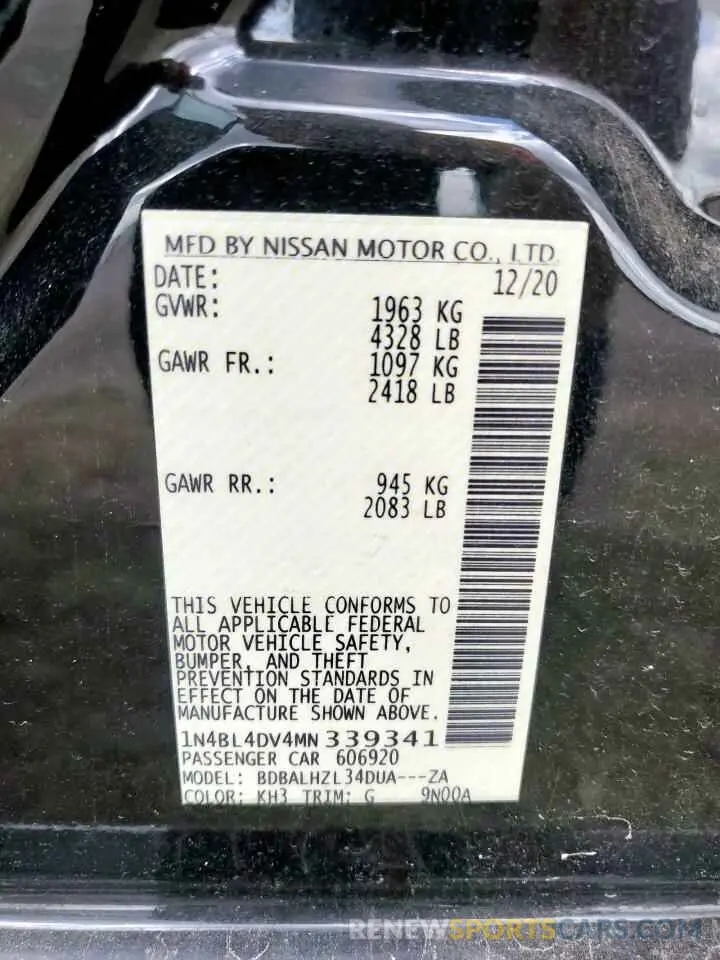 MFD BY NISSAN MOTOR CO., LTD.
DATE: 12/20
GVWR: 1963 KG
4328 LB
GAWR FR.: 1097 KG
2418 LB
GAWR RR.: 945 KG
2083 LB
THIS VEHICLE CONFORMS TO
ALL APPLICABLE FEDERAL
MOTOR VEHICLE SAFETY,
BUMPER, AND THEFT
PREVENTION STANDARDS IN
EFFECT ON THE DATE OF
MANUFACTURE SHOWN ABOVE.
1N4BL4DV4MN339341
PASSENGER CAR 606920
MODEL: BDBALHZL34DUA---ZA
COLOR: KH3 TRIM: G 9N00A
RENEWSPORTSCARS.COM